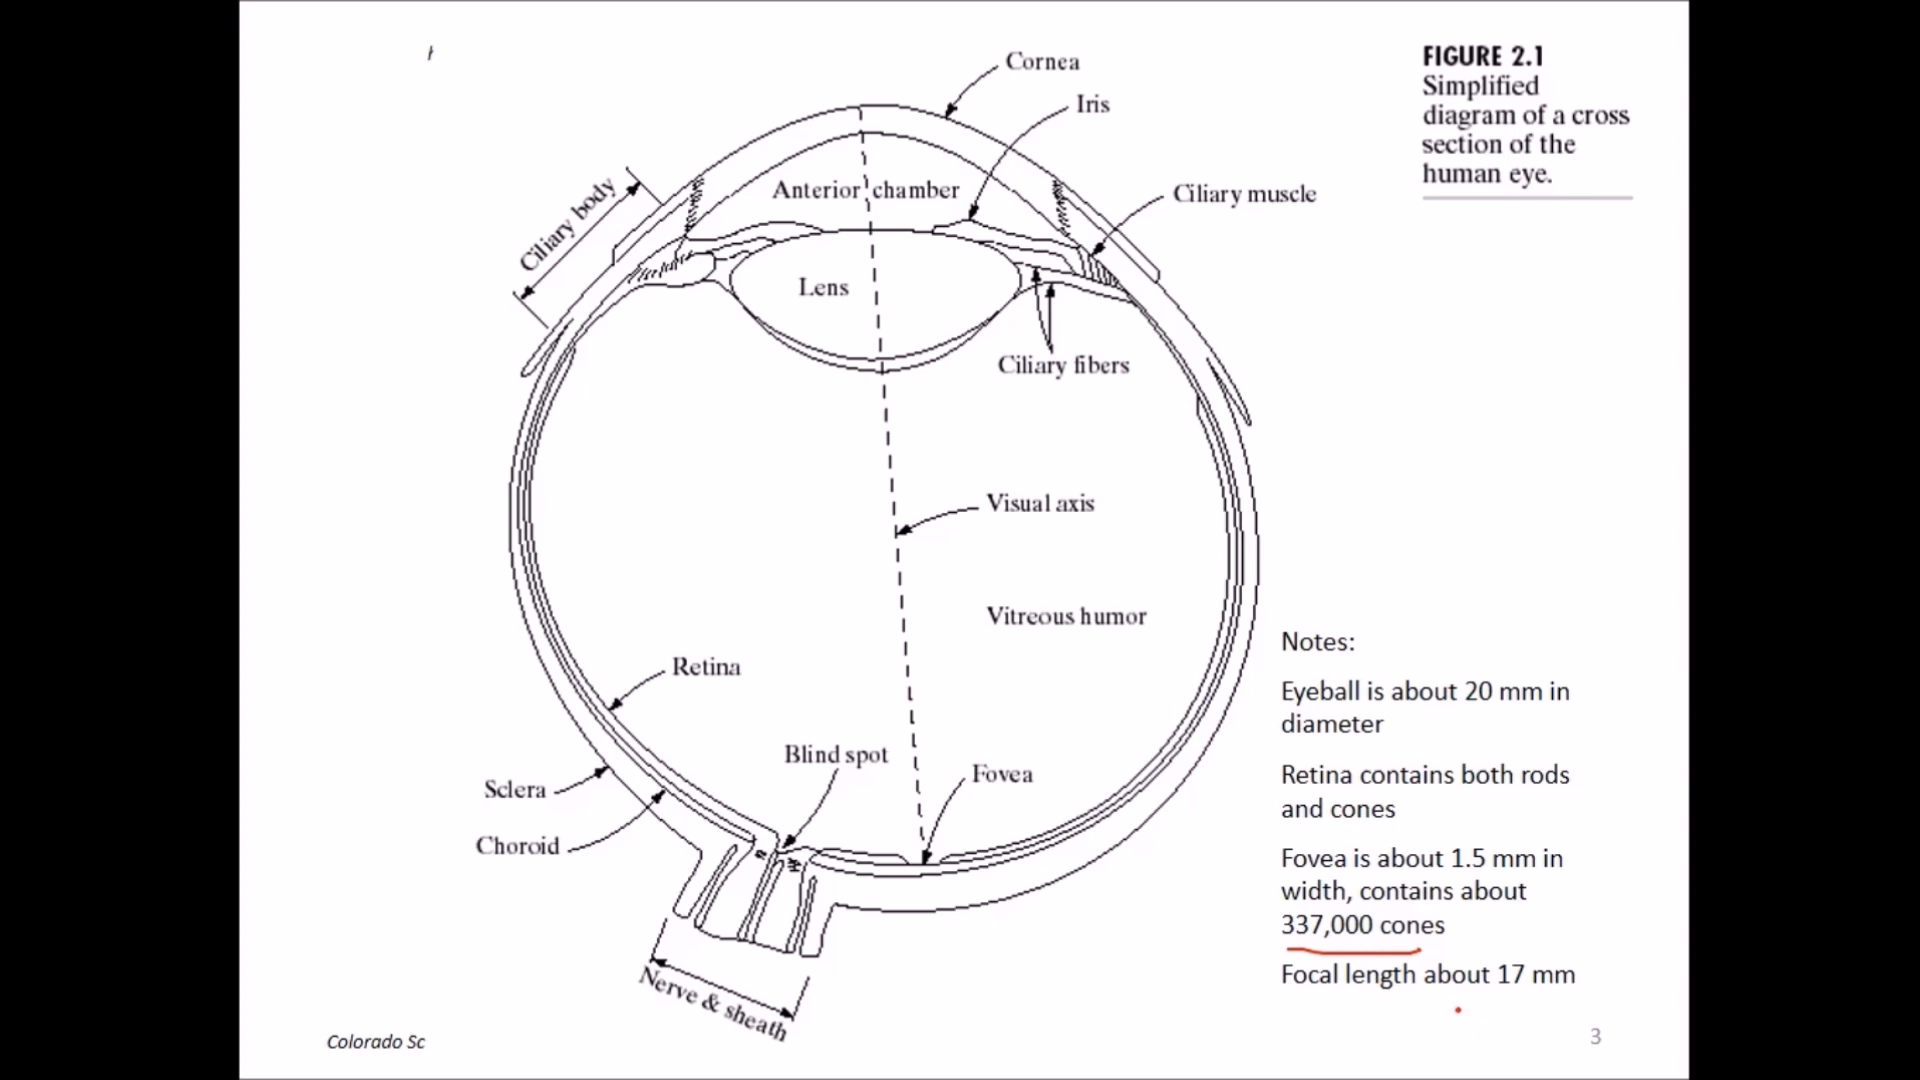 FIGURE 2.1
Simplified
diagram of a cross
section of the
human eye.
Cornea
Iris
Anterior chamber
Ciliary muscle
Ciliary body
Lens
Ciliary fibers
Visual axis
Vitreous humor
Retina
Blind spot
Fovea
Sclera
Choroid
Nerve & sheath
Notes:
Eyeball is about 20 mm in
diameter
Retina contains both rods
and cones
Fovea is about 1.5 mm in
width, contains about
337,000 cones
Focal length about 17 mm
Colorado Sc
3